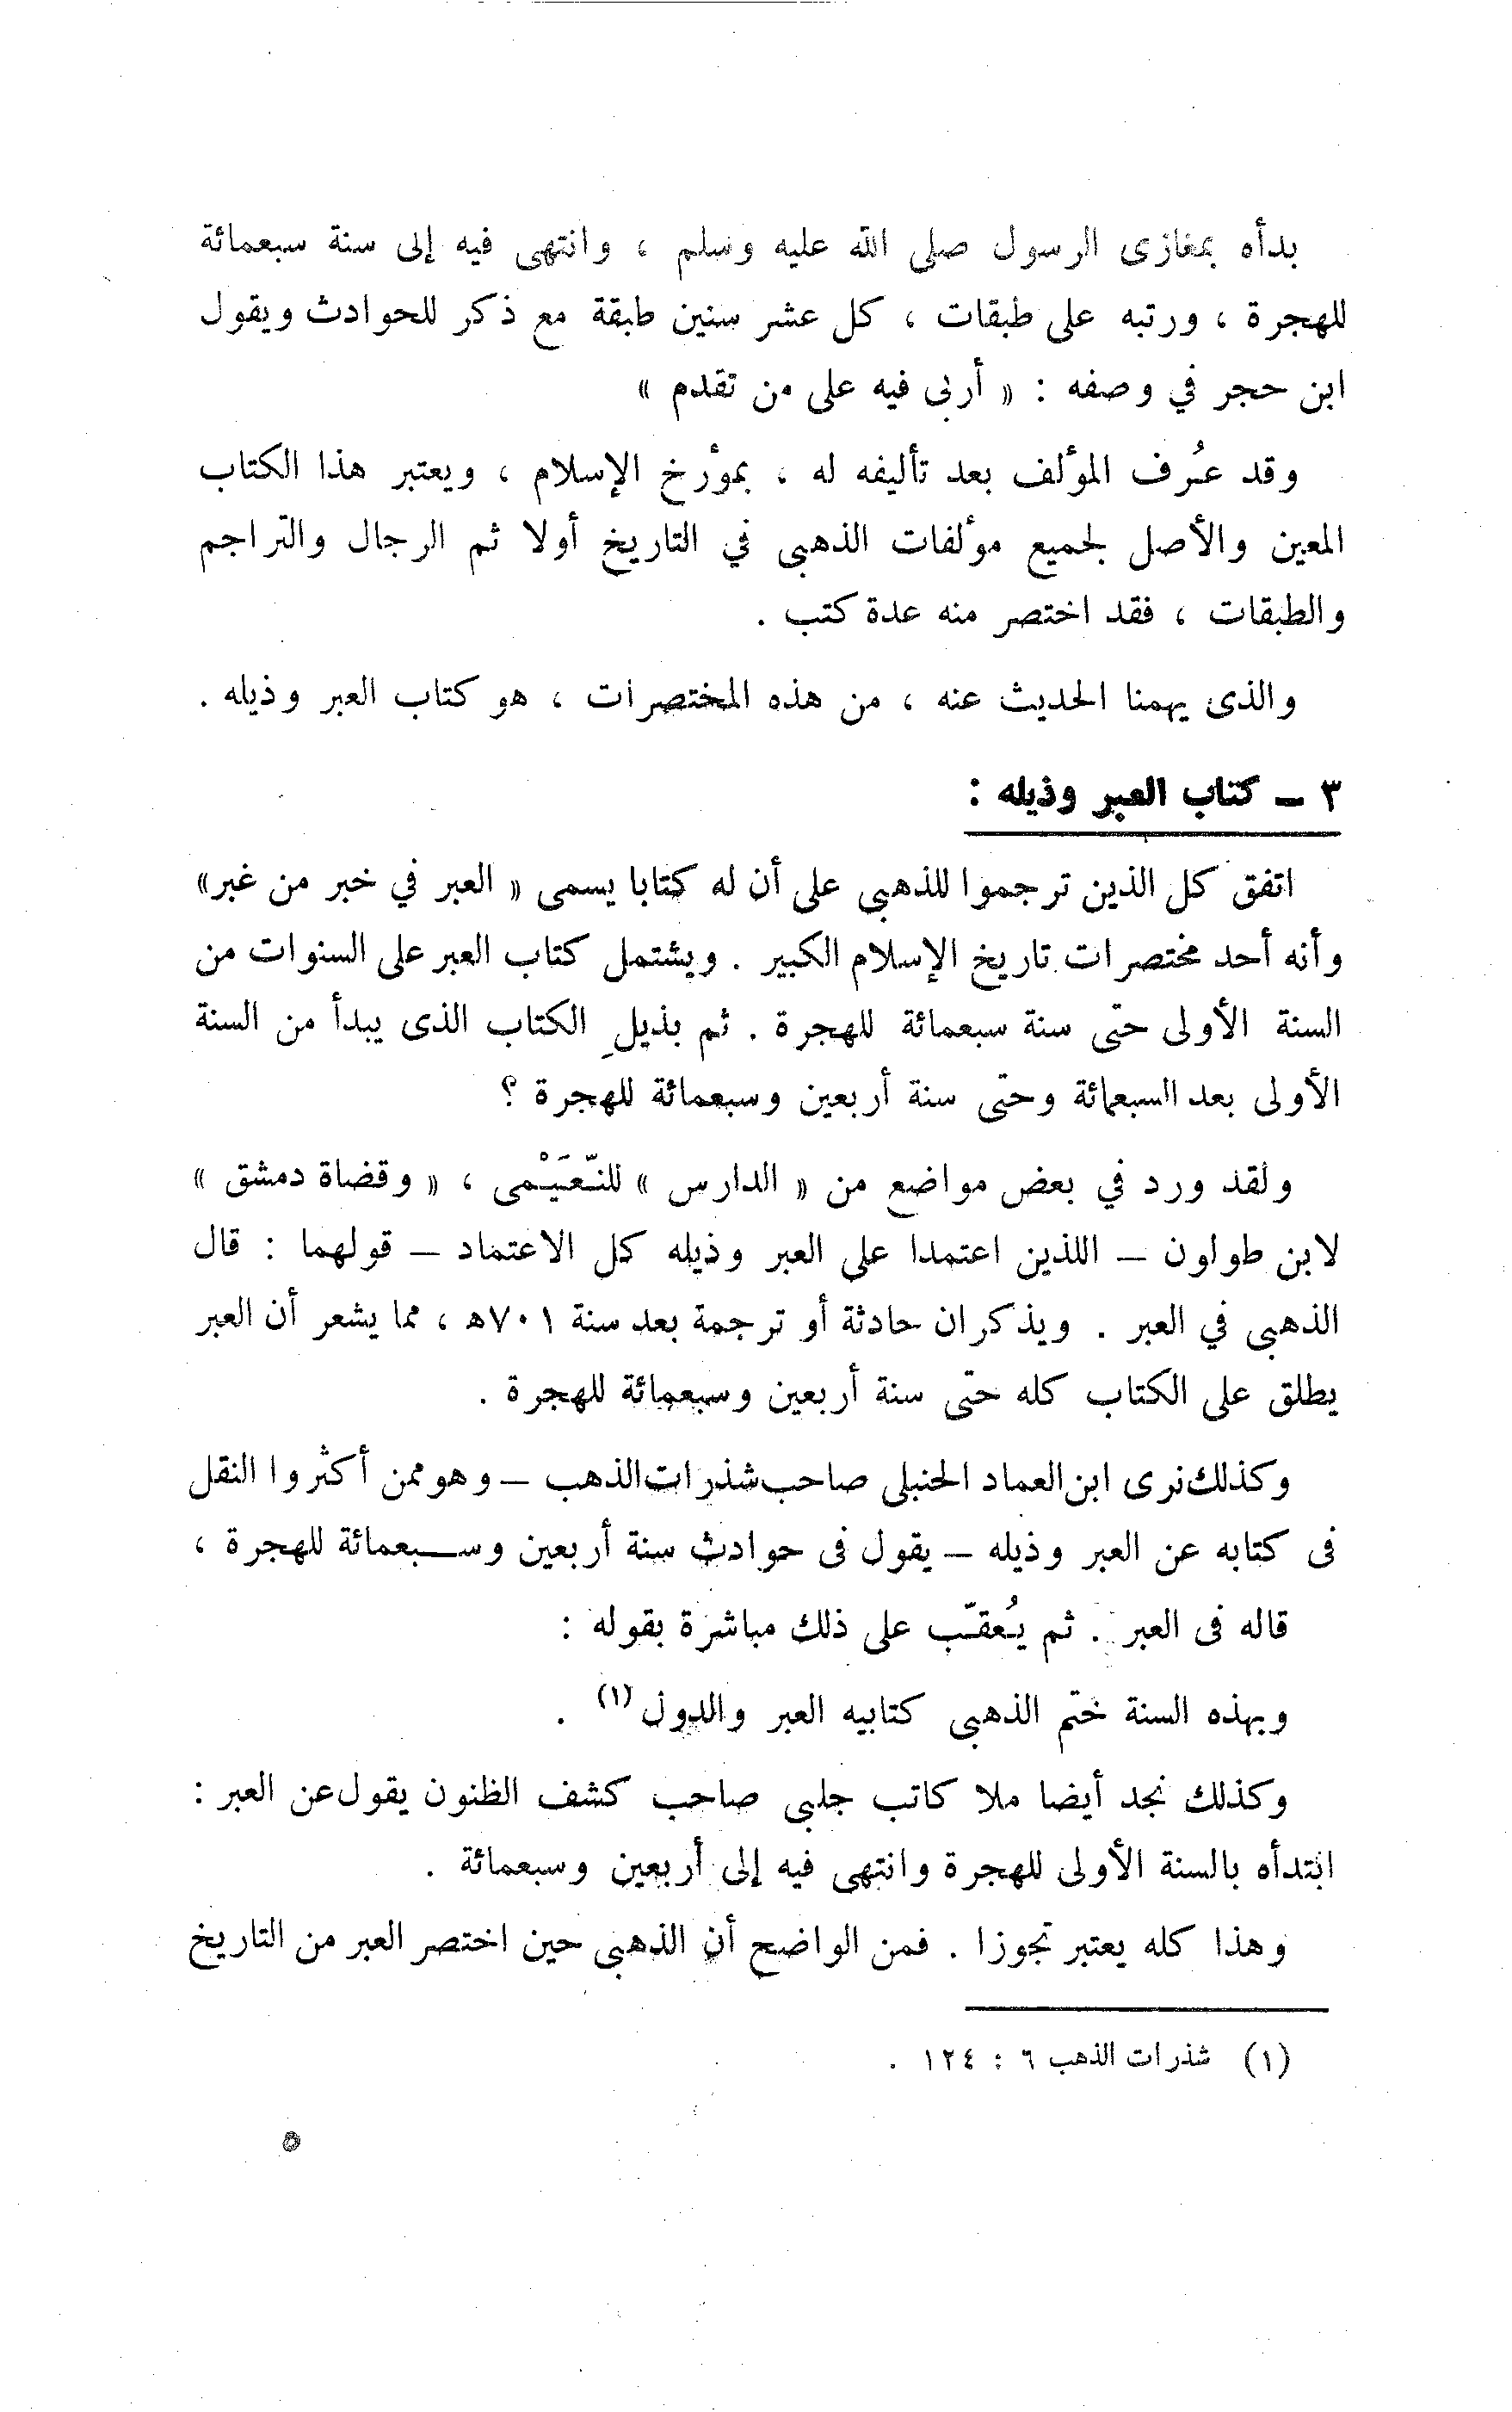 بدأه بمغازى الرسول صلى الله عليه وسلم ، وانتهى فيه إلى سنة سبعمائة
للهجرة ، ورتبه على طبقات ، كل عشر سنين طبقة مع ذكر للحوادث ويقول
ابن حجر في وصفه : « أربى فيه على من تقدم »
وقد عُرف المؤلف بعد تأليفه له ، بمؤرخ الإسلام ، ويعتبر هذا الكتاب
المعين والأصل لجميع مؤلفات الذهبى في التاريخ أولا ثم الرجال والتراجم
والطبقات ، فقد اختصر منه عدة كتب .
والذى يهمنا الحديث عنه ، من هذه المختصرات ، هو كتاب العبر وذيله .
٣ – كتاب العبر وذيله :
اتفق كل الذين ترجموا للذهبى على أن له كتابا يسمى « العبر في خبر من غبر»
وأنه أحد مختصرات تاريخ الإسلام الكبير . ويشتمل كتاب العبر على السنوات من
السنة الأولى حتى سنة سبعمائة للهجرة . ثم بذيلِ الكتاب الذى يبدأ من السنة
الأولى بعد السبعمائة وحتى سنة أربعين وسبعمائة للهجرة ؟
ولقد ورد في بعض مواضع من « الدارس » للنّعَيْمى ، « وقضاة دمشق »
لابن طولون – اللذين اعتمدا على العبر وذيله كل الاعتماد – قولهما : قال
الذهبى في العبر . ويذكران حادثة أو ترجمة بعد سنة ٧٠١ه ، مما يشعر أن العبر
يطلق على الكتاب كله حتى سنة أربعين وسبعمائة للهجرة .
وكذلك نرى ابن العماد الحنبلى صاحب شذرات الذهب – وهو ممن أكثروا النقل
فى كتابه عن العبر وذيله – يقول فى حوادث سنة أربعين وسبعمائة للهجرة ،
قاله فى العبر . ثم يُعقّب على ذلك مباشرة بقوله :
وبهذه السنة ختم الذهبى كتابيه العبر والدول (١) .
وكذلك نجد أيضا ملا كاتب جلبى صاحب كشف الظنون يقول عن العبر :
ابتدأه بالسنة الأولى للهجرة وانتهى فيه إلى أربعين وسبعمائة .
وهذا كله يعتبر تجوزا . فمن الواضح أن الذهبى حين اختصر العبر من التاريخ
(١) شذرات الذهب ٦ : ١٢٤ .
٥